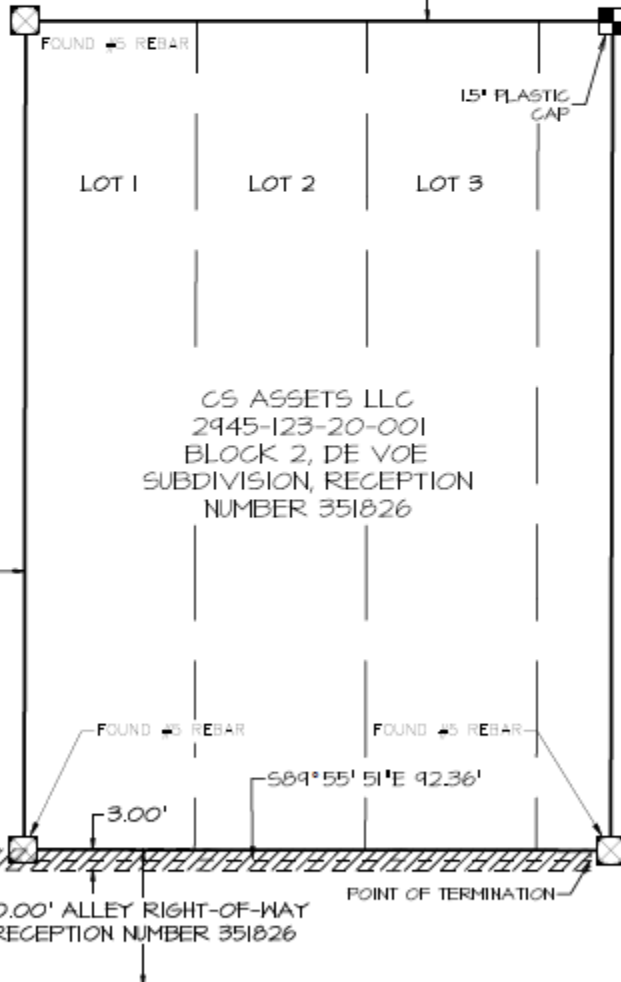 FOUND #5 REBAR
1.5" PLASTIC
CAP
LOT 1
LOT 2
LOT 3
CS ASSETS LLC
2945-123-20-001
BLOCK 2, DE VOE
SUBDIVISION, RECEPTION
NUMBER 351826
FOUND #5 REBAR
FOUND #5 REBAR
S89°55'51"E 92.36'
3.00'
POINT OF TERMINATION
0.00' ALLEY RIGHT-OF-WAY
RECEPTION NUMBER 351826